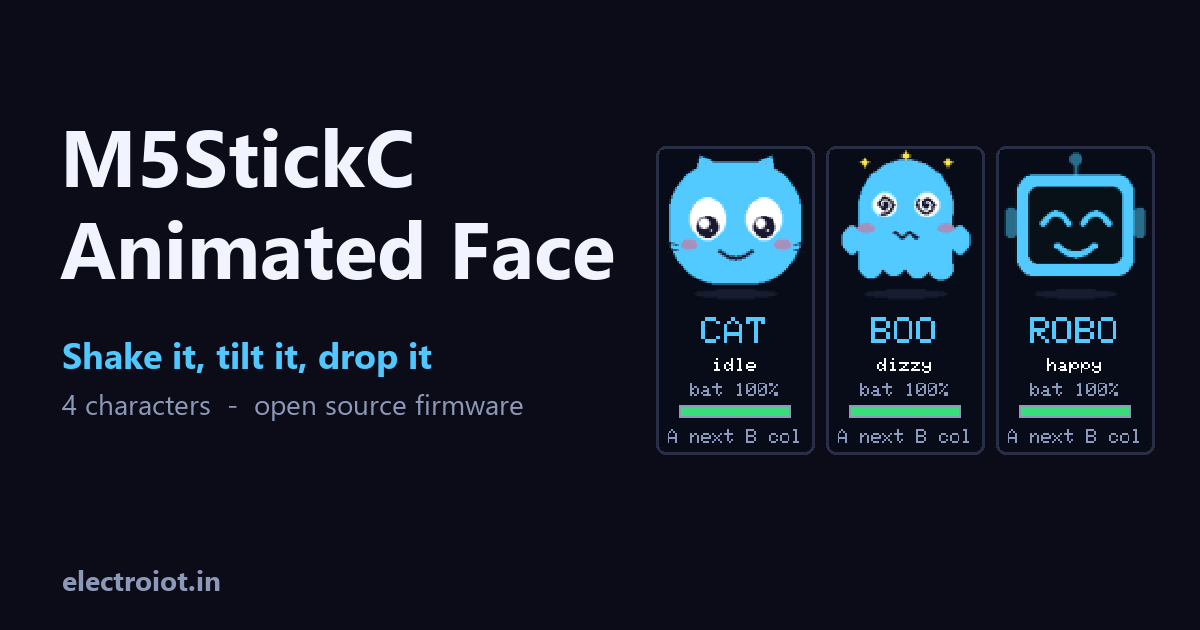 M5StickC
Animated Face
Shake it, tilt it, drop it
4 characters - open source firmware
CAT
idle
bat 100%
A next B col
BOO
dizzy
bat 100%
A next B col
ROBO
happy
bat 100%
A next B col
electroiot.in